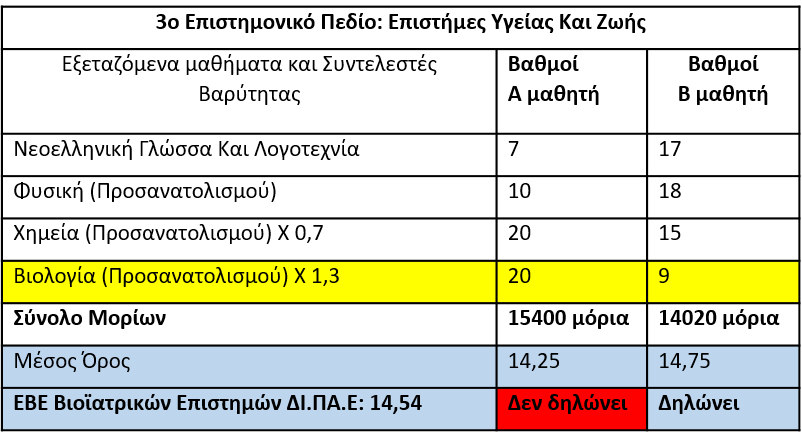 3ο Επιστημονικό Πεδίο: Επιστήμες Υγείας Και Ζωής
Εξεταζόμενα μαθήματα και Συντελεστές
Βαρύτητας
Βαθμοί
Α μαθητή
Βαθμοί
Β μαθητή
Νεοελληνική Γλώσσα Και Λογοτεχνία 7 17
Φυσική (Προσανατολισμού) 10 18
Χημεία (Προσανατολισμού) Χ 0,7 20 15
Βιολογία (Προσανατολισμού) Χ 1,3 20 9
Σύνολο Μορίων 15400 μόρια 14020 μόρια
Μέσος Όρος 14,25 14,75
ΕΒΕ Βιοϊατρικών Επιστημών ΔΙ.ΠΑ.Ε: 14,54 Δεν δηλώνει Δηλώνει